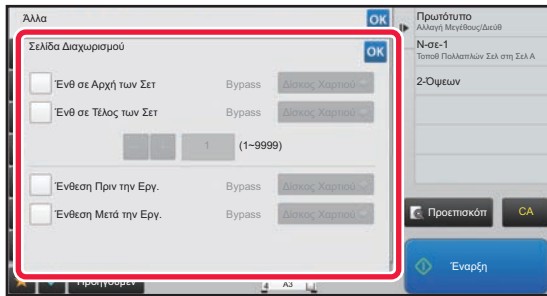 Άλλα
OK
Σελίδα Διαχωρισμού
OK
Ένθ σε Αρχή των Σετ Bypass Δίσκος Χαρτιού
Ένθ σε Τέλος των Σετ Bypass Δίσκος Χαρτιού
1 (1~9999)
Ένθεση Πριν την Εργ. Bypass Δίσκος Χαρτιού
Ένθεση Μετά την Εργ. Bypass Δίσκος Χαρτιού
A3
Πρωτότυπο
Αλλαγή Μεγέθους/Διεύθ
N-σε-1
Τοποθ Πολλαπλών Σελ στη Σελ Α
2-Όψεων
Προεπισκόπ
CA
Έναρξη